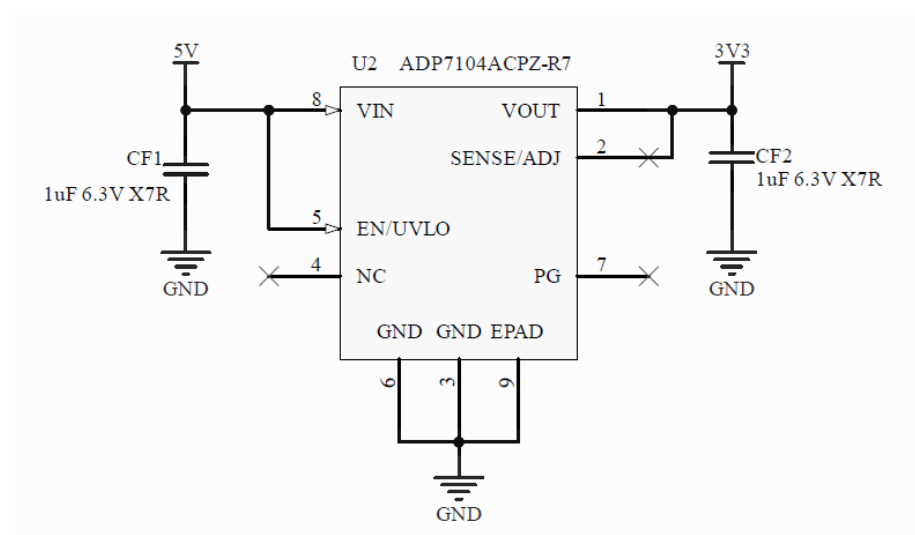 5V
3V3
U2 ADP7104ACPZ-R7
8
VIN
VOUT
1
CF1
1uF 6.3V X7R
SENSE/ADJ
2
CF2
1uF 6.3V X7R
5
EN/UVLO
4
NC
PG
7
GND
GND
GND GND EPAD
6
3
9
GND